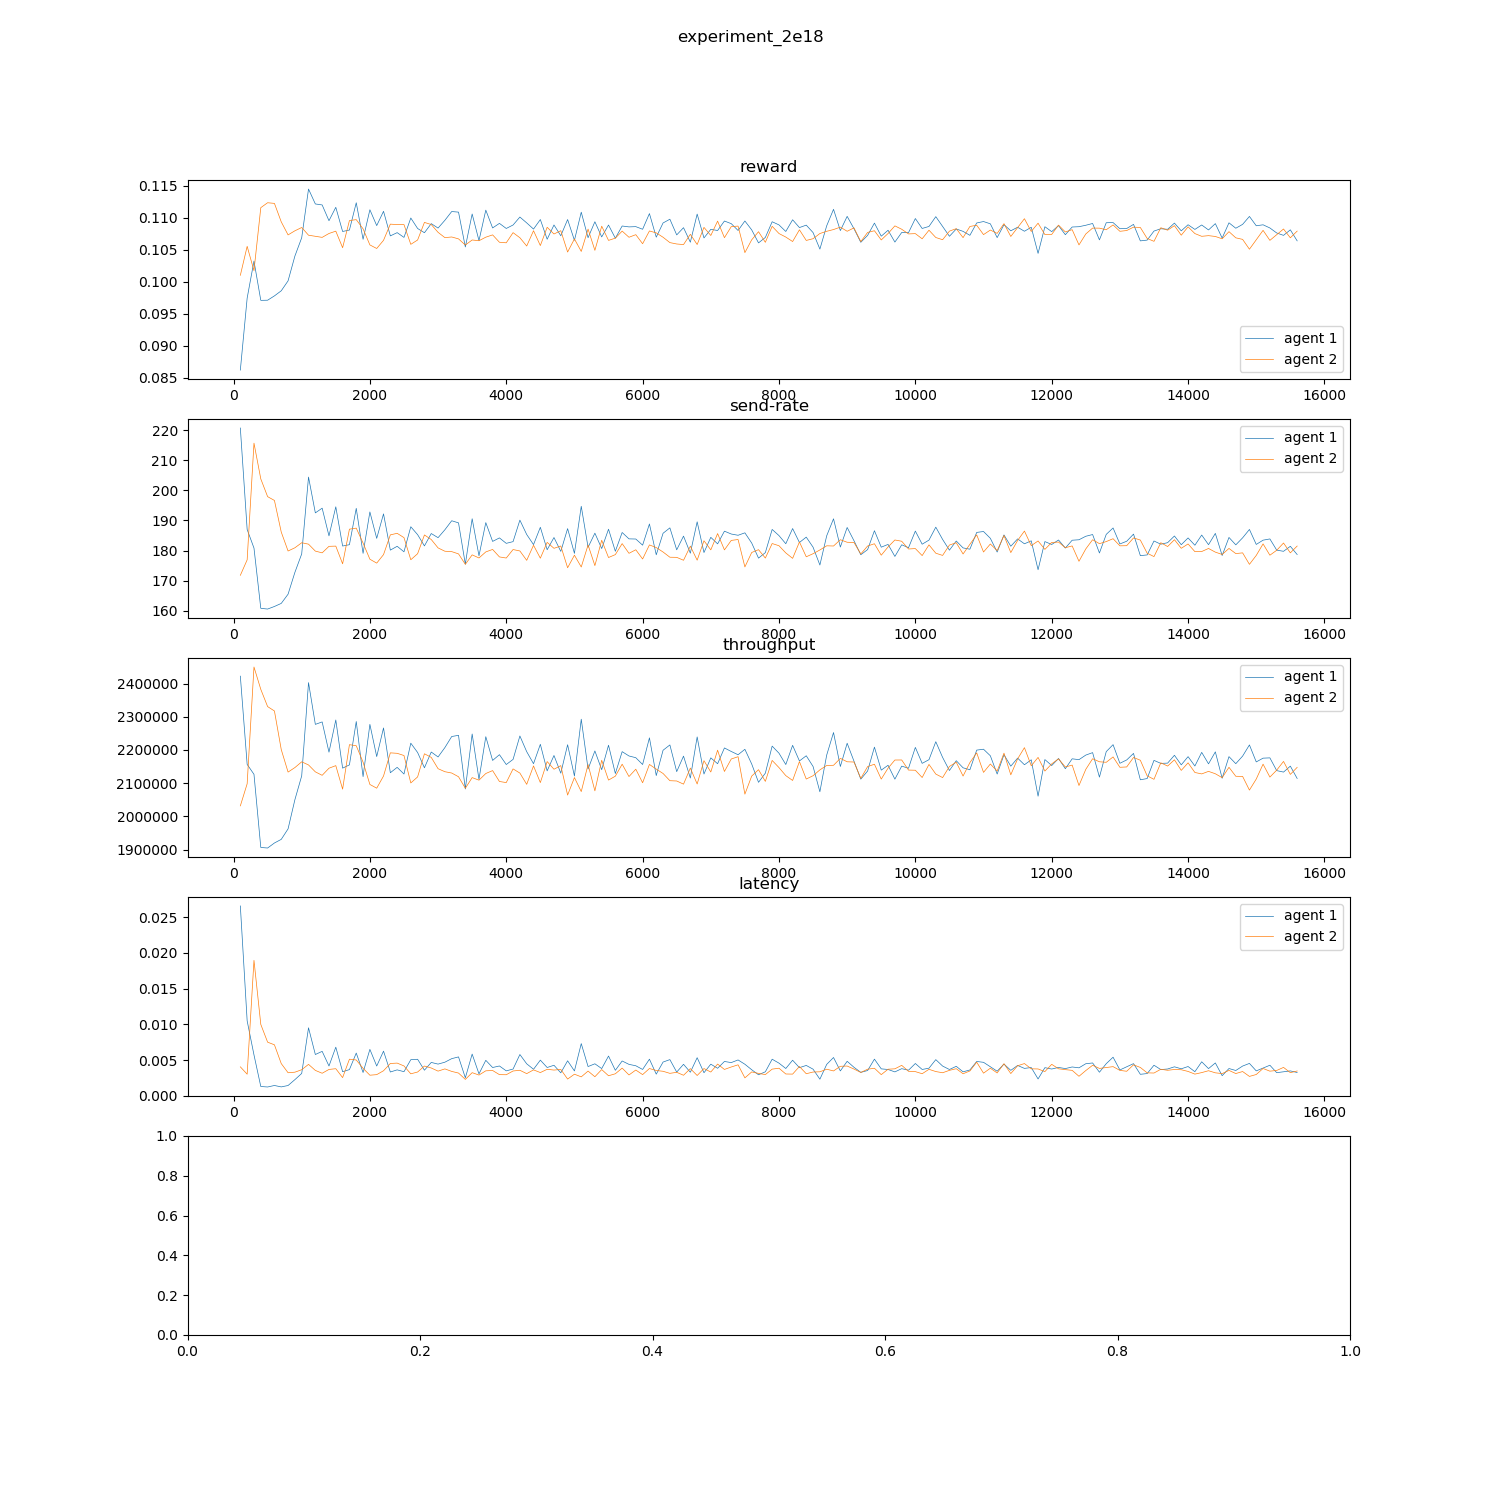 experiment_2e18
reward
0.115
0.110
0.105
0.100
0.095
0.090
0.085
agent 1
agent 2
0 2000 4000 6000 8000 10000 12000 14000 16000
send-rate
220
210
200
190
180
170
160
agent 1
agent 2
0 2000 4000 6000 8000 10000 12000 14000 16000
throughput
2400000
2300000
2200000
2100000
2000000
1900000
agent 1
agent 2
0 2000 4000 6000 8000 10000 12000 14000 16000
latency
0.025
0.020
0.015
0.010
0.005
0.000
agent 1
agent 2
0 2000 4000 6000 8000 10000 12000 14000 16000
1.0
0.8
0.6
0.4
0.2
0.0
0.0 0.2 0.4 0.6 0.8 1.0